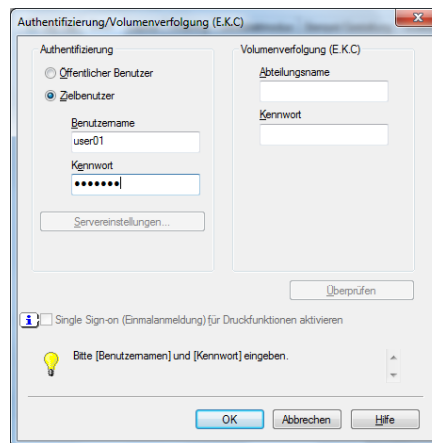 Authentifizierung/Volumenverfolgung (E.K.C)
Authentifizierung
Öffentlicher Benutzer
Zielbenutzer
Benutzername
user01
Kennwort
•••••••
Servereinstellungen...
Volumenverfolgung (E.K.C)
Abteilungsname
Kennwort
Überprüfen
Single Sign-on (Einmalanmeldung) für Druckfunktionen aktivieren
Bitte [Benutzernamen] und [Kennwort] eingeben.
OK
Abbrechen
Hilfe